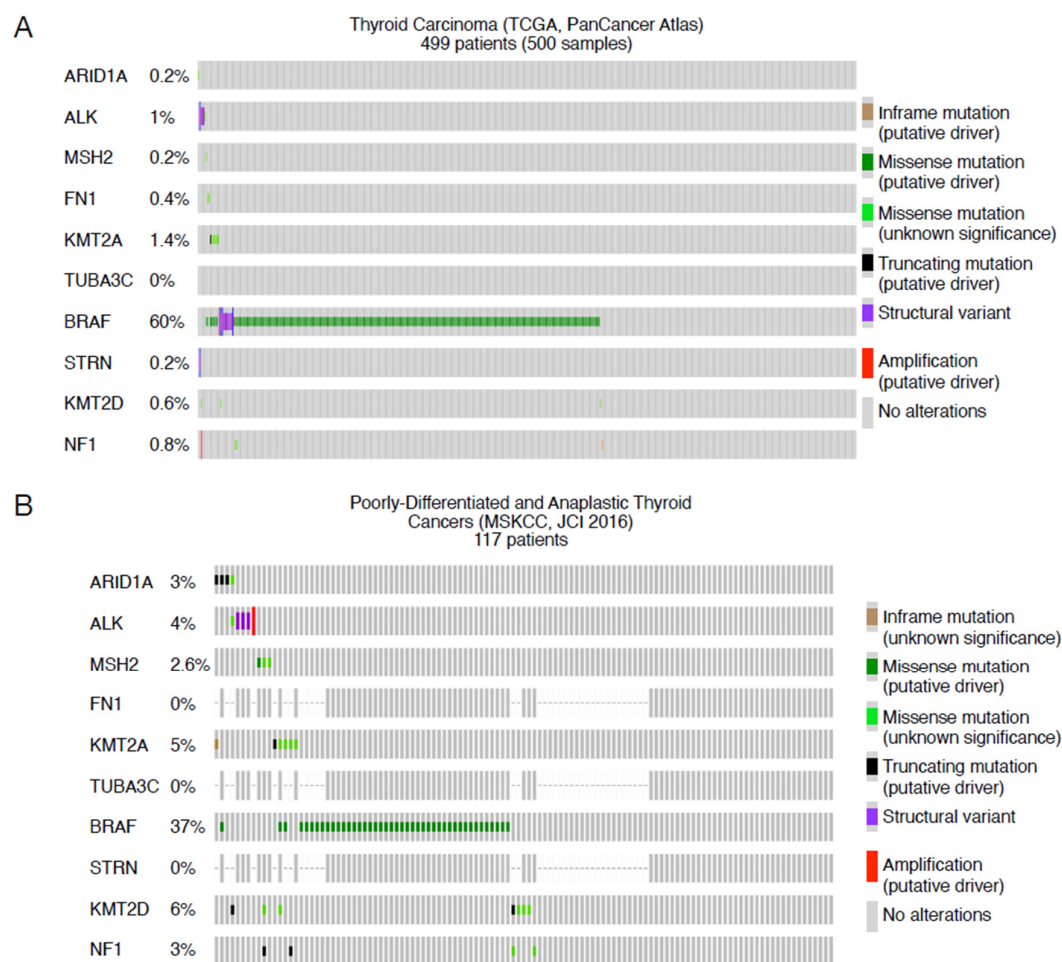 A
Thyroid Carcinoma (TCGA, PanCancer Atlas)
499 patients (500 samples)
ARID1A 0.2%
ALK 1%
MSH2 0.2%
FN1 0.4%
KMT2A 1.4%
TUBA3C 0%
BRAF 60%
STRN 0.2%
KMT2D 0.6%
NF1 0.8%
Inframe mutation
(putative driver)
Missense mutation
(putative driver)
Missense mutation
(unknown significance)
Truncating mutation
(putative driver)
Structural variant
Amplification
(putative driver)
No alterations
B
Poorly-Differentiated and Anaplastic Thyroid
Cancers (MSKCC, JCI 2016)
117 patients
ARID1A 3%
ALK 4%
MSH2 2.6%
FN1 0%
KMT2A 5%
TUBA3C 0%
BRAF 37%
STRN 0%
KMT2D 6%
NF1 3%
Inframe mutation
(unknown significance)
Missense mutation
(putative driver)
Missense mutation
(unknown significance)
Truncating mutation
(putative driver)
Structural variant
Amplification
(putative driver)
No alterations